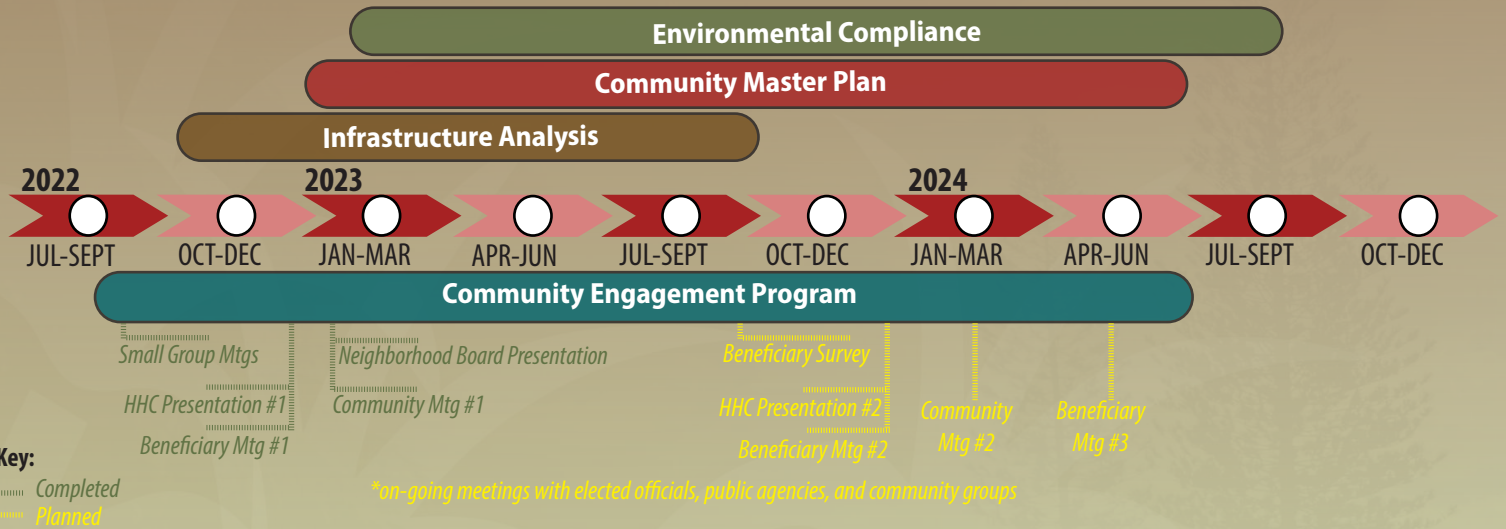 Environmental Compliance
Community Master Plan
Infrastructure Analysis
2022 2023 2024
JUL-SEPT OCT-DEC JAN-MAR APR-JUN JUL-SEPT OCT-DEC JAN-MAR APR-JUN JUL-SEPT OCT-DEC
Community Engagement Program
Small Group Mtgs
HHC Presentation #1
Beneficiary Mtg #1
Neighborhood Board Presentation
Community Mtg #1
Beneficiary Survey
HHC Presentation #2
Beneficiary Mtg #2
Community
Mtg #2
Beneficiary
Mtg #3
Key:
Completed
Planned
*on-going meetings with elected officials, public agencies, and community groups